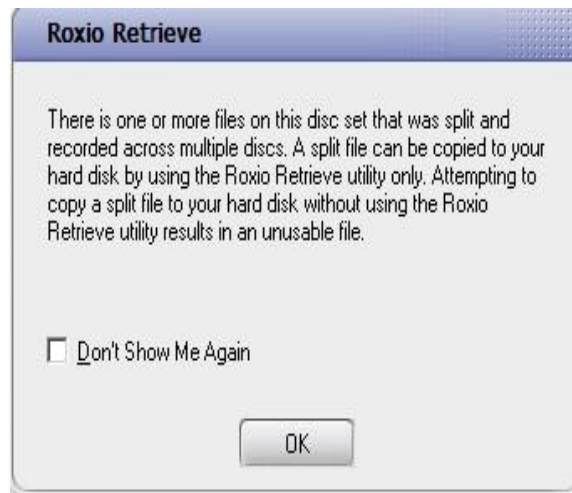 Roxio Retrieve
There is one or more files on this disc set that was split and
recorded across multiple discs. A split file can be copied to your
hard disk by using the Roxio Retrieve utility only. Attempting to
copy a split file to your hard disk without using the Roxio
Retrieve utility results in an unusable file.
Don't Show Me Again
OK